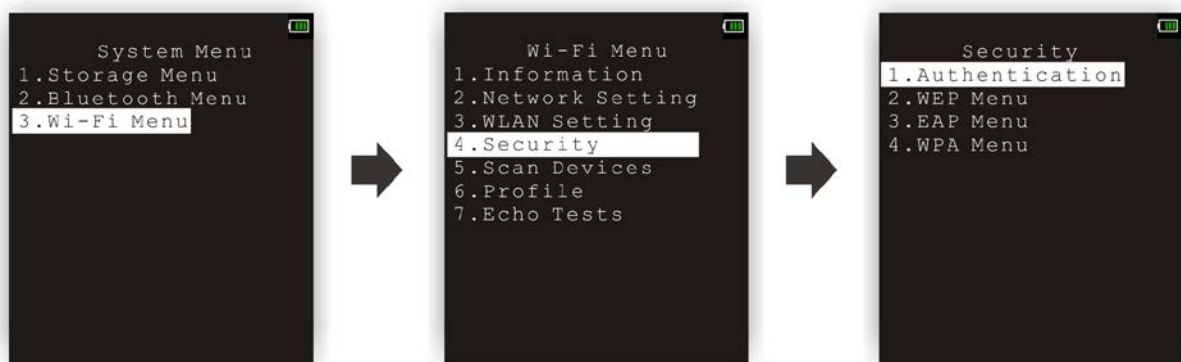 System Menu
1.Storage Menu
2.Bluetooth Menu
3.Wi-Fi Menu
Wi-Fi Menu
1.Information
2.Network Setting
3.WLAN Setting
4.Security
5.Scan Devices
6.Profile
7.Echo Tests
Security
1.Authentication
2.WEP Menu
3.EAP Menu
4.WPA Menu